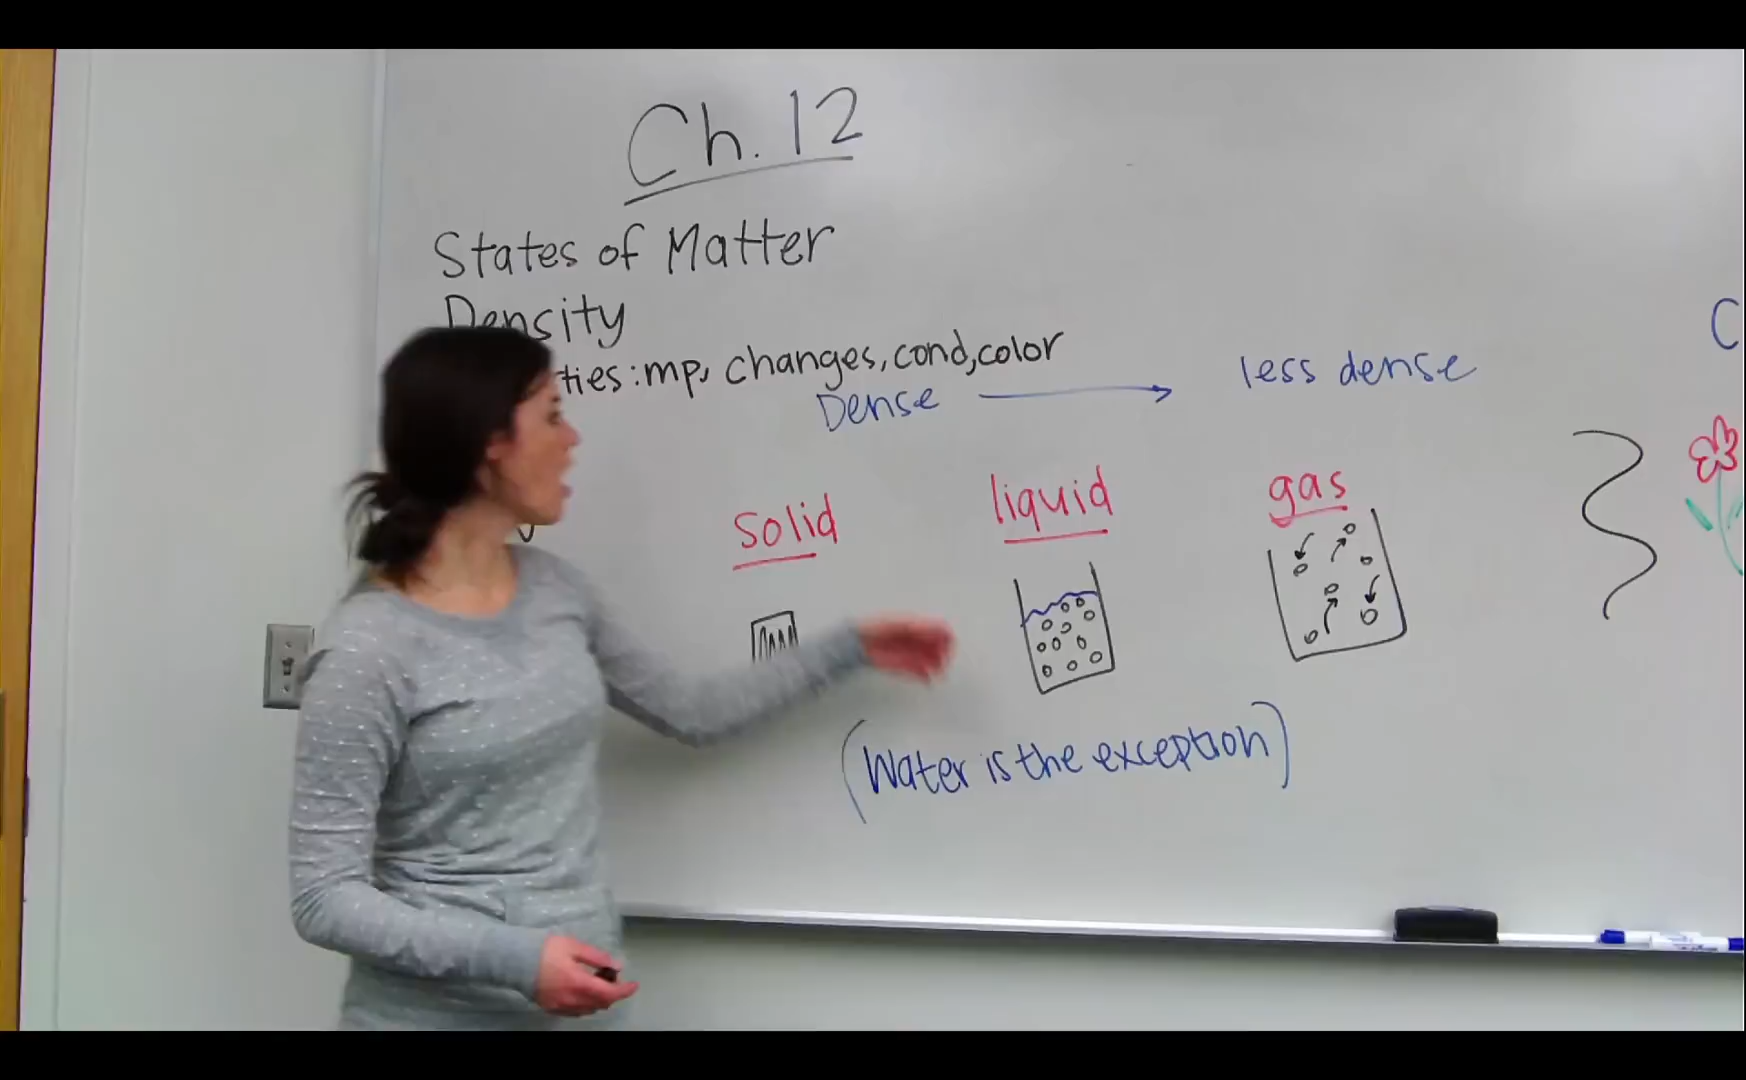 Ch. 12
States of Matter
Density
ties: mp, changes, cond, color
Dense
less dense
solid
liquid
gas
(Water is the exception)
C